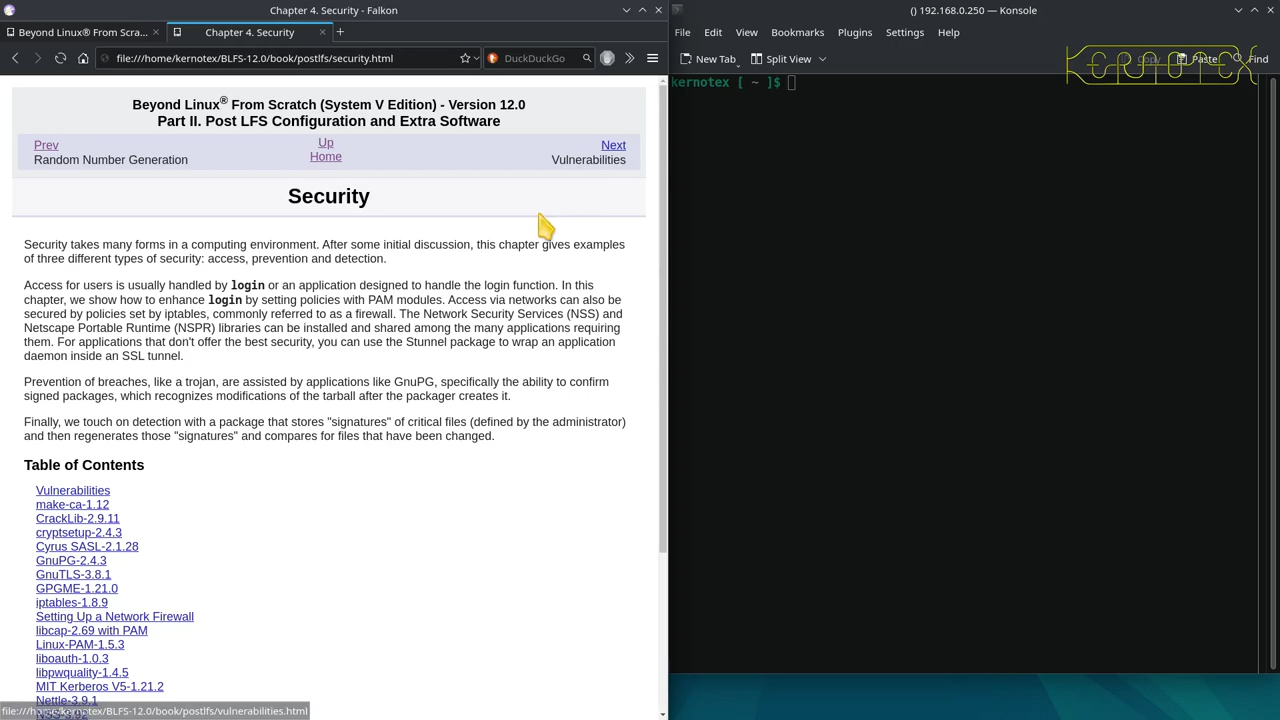 Chapter 4. Security - Falkon
Beyond Linux® From Scra...
Chapter 4. Security
file:///home/kernotex/BLFS-12.0/book/postlfs/security.html
DuckDuckGo
Beyond Linux® From Scratch (System V Edition) - Version 12.0
Part II. Post LFS Configuration and Extra Software
Prev
Up
Next
Random Number Generation
Home
Vulnerabilities
Security
Security takes many forms in a computing environment. After some initial discussion, this chapter gives examples
of three different types of security: access, prevention and detection.
Access for users is usually handled by login or an application designed to handle the login function. In this
chapter, we show how to enhance login by setting policies with PAM modules. Access via networks can also be
secured by policies set by iptables, commonly referred to as a firewall. The Network Security Services (NSS) and
Netscape Portable Runtime (NSPR) libraries can be installed and shared among the many applications requiring
them. For applications that don't offer the best security, you can use the Stunnel package to wrap an application
daemon inside an SSL tunnel.
Prevention of breaches, like a trojan, are assisted by applications like GnuPG, specifically the ability to confirm
signed packages, which recognizes modifications of the tarball after the packager creates it.
Finally, we touch on detection with a package that stores "signatures" of critical files (defined by the administrator)
and then regenerates those "signatures" and compares for files that have been changed.
Table of Contents
Vulnerabilities
make-ca-1.12
CrackLib-2.9.11
cryptsetup-2.4.3
Cyrus SASL-2.1.28
GnuPG-2.4.3
GnuTLS-3.8.1
GPGME-1.21.0
iptables-1.8.9
Setting Up a Network Firewall
libcap-2.69 with PAM
Linux-PAM-1.5.3
liboauth-1.0.3
libpwquality-1.4.5
MIT Kerberos V5-1.21.2
Nettle-3.9.1
NSS-3.92
file:///home/kernotex/BLFS-12.0/book/postlfs/vulnerabilities.html
() 192.168.0.250 — Konsole
File Edit View Bookmarks Plugins Settings Help
New Tab Split View Copy Paste Find
KERNOTEX
kernotex [ ~ ]$